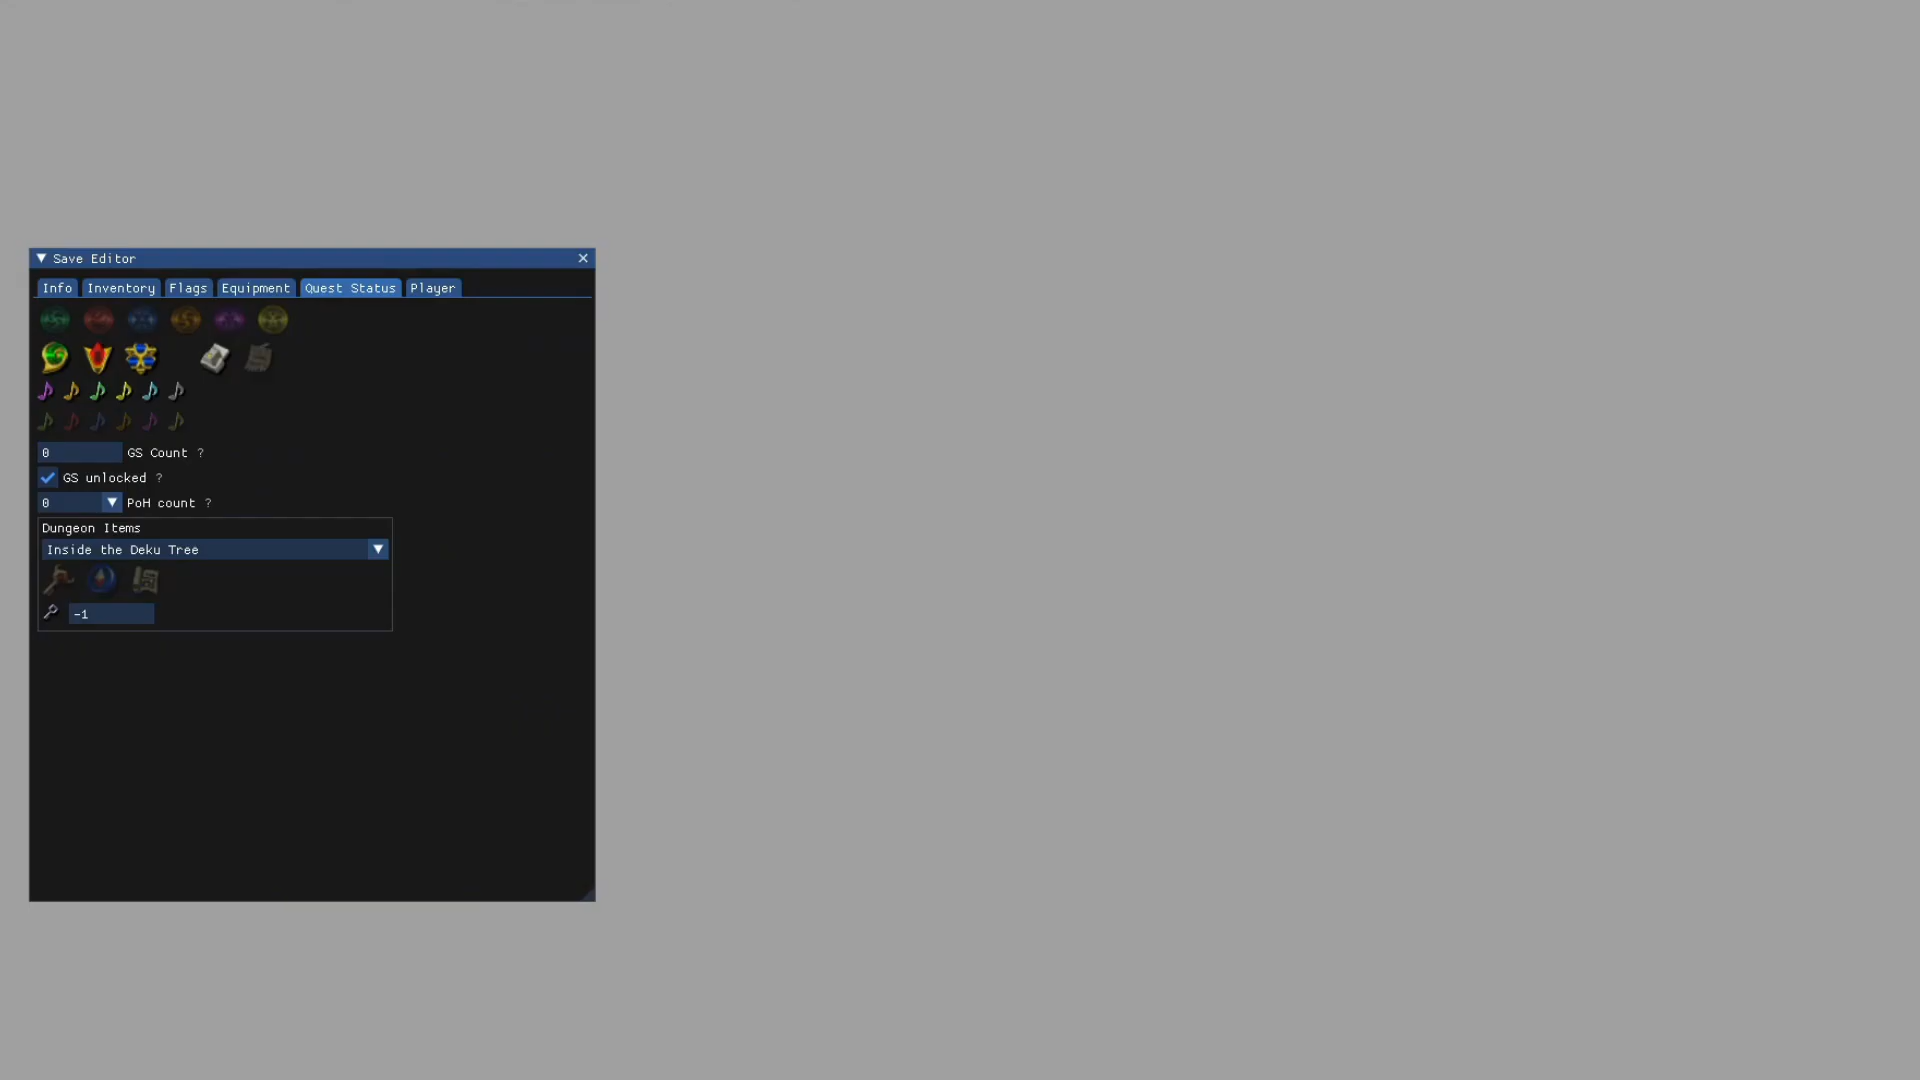 Save Editor
Info Inventory Flags Equipment Quest Status Player
0 GS Count ?
GS unlocked ?
0 PoH count ?
Dungeon Items
Inside the Deku Tree
-1